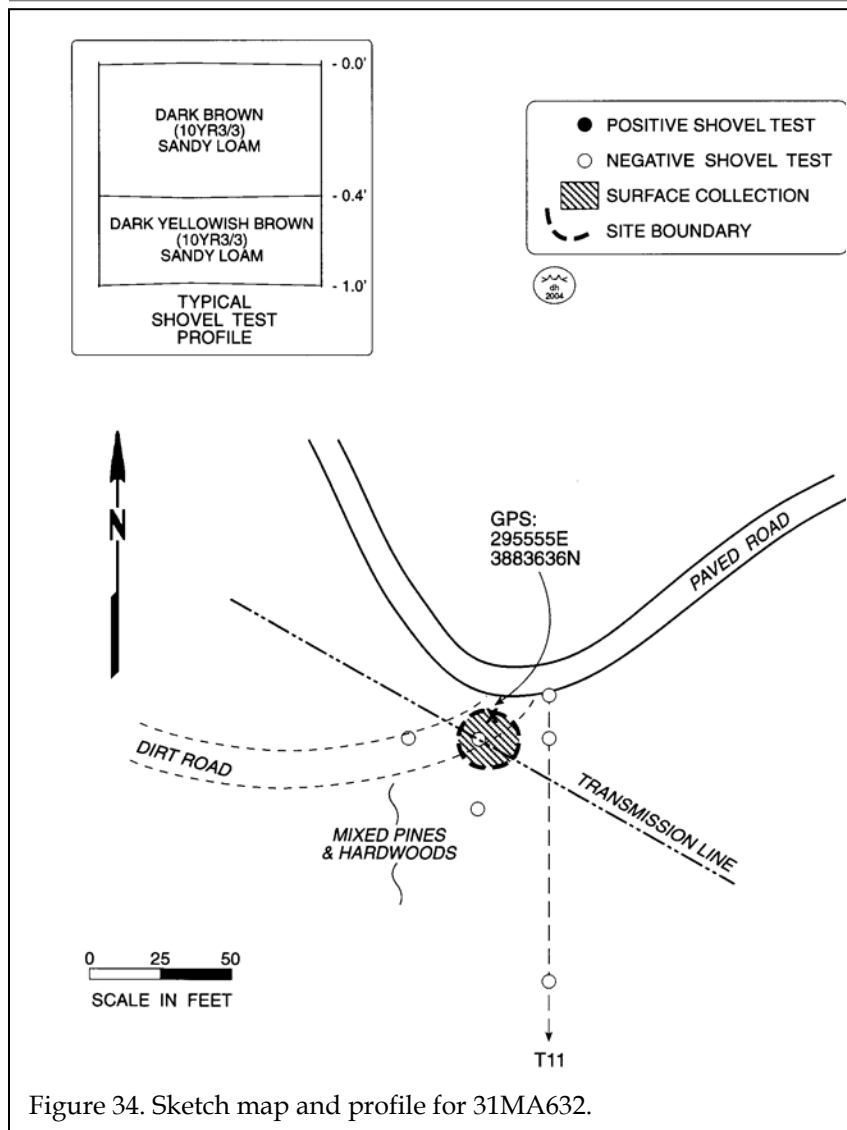 - 0.0'
DARK BROWN
(10YR3/3)
SANDY LOAM
- 0.4'
DARK YELLOWISH BROWN
(10YR3/3)
SANDY LOAM
- 1.0'
TYPICAL
SHOVEL TEST
PROFILE
POSITIVE SHOVEL TEST
NEGATIVE SHOVEL TEST
SURFACE COLLECTION
SITE BOUNDARY
dh
2004
N
GPS:
295555E
3883636N
PAVED ROAD
DIRT ROAD
MIXED PINES
& HARDWOODS
TRANSMISSION LINE
0 25 50
SCALE IN FEET
T11
Figure 34. Sketch map and profile for 31MA632.